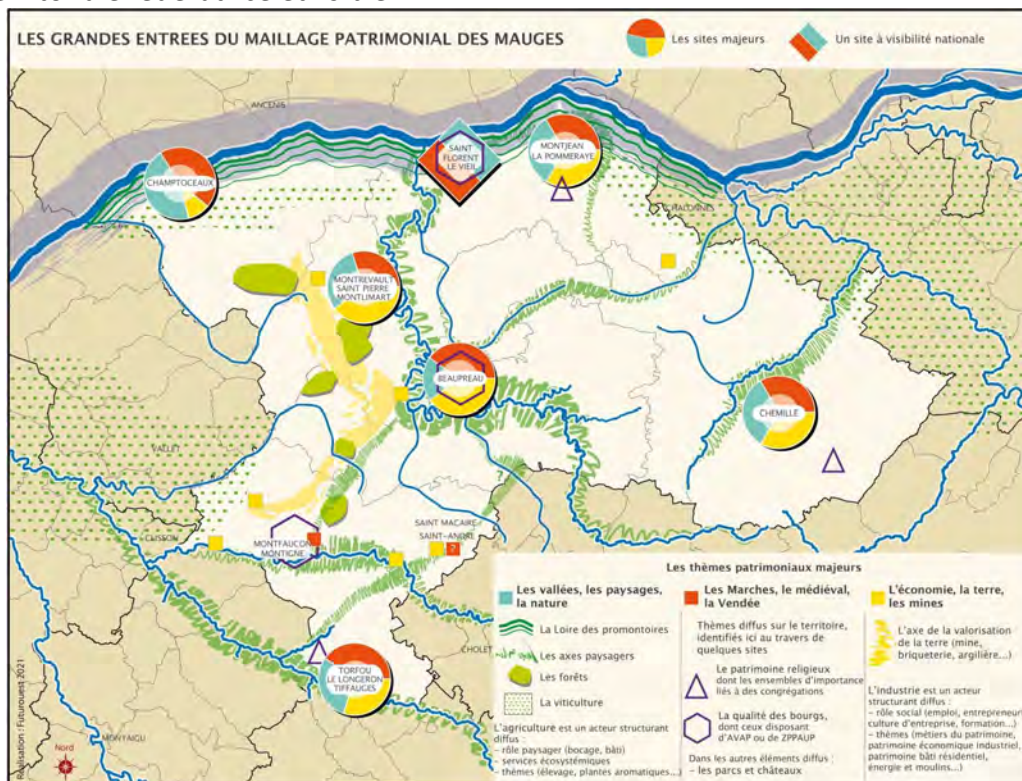 LES GRANDES ENTREES DU MAILLAGE PATRIMONIAL DES MAUGES
Les sites majeurs
Un site à visibilité nationale
ANCENIS
CHAMPTOCEAUX
SAINT
FLORENT
LE VIEIL
MONTJEAN
LA POMMERAYE
CHALONNES
MONTREVAULT
SAINT PIERRE
MONTLIMART
BEAUPREAU
CHEMILLE
VALLET
CLISSON
MONTFAUCON
MONTIGNE
SAINT MACAIRE
SAINT-ANDRE
?
CHOLET
TORFOU
LE LONGERON
TIFFAUGES
MONTAIGU
Nord
Réalisation : Futurouest 2021
Les thèmes patrimoniaux majeurs
Les vallées, les paysages,
la nature
La Loire des promontoires
Les axes paysagers
Les forêts
La viticulture
L'agriculture est un acteur structurant
diffus :
– rôle paysager (bocage, bâti)
– services écosystémiques
– thèmes (élevage, plantes aromatiques...)
Les Marches, le médiéval,
la Vendée
Thèmes diffus sur le territoire,
identifiés ici au travers de
quelques sites
Le patrimoine religieux
dont les ensembles d'importance
liés à des congrégations
La qualité des bourgs,
dont ceux disposant
d'AVAP ou de ZPPAUP
Dans les autres éléments diffus :
– les parcs et châteaux
L'économie, la terre,
les mines
L'axe de la valorisation
de la terre (mine,
briqueterie, argilière...)
L'industrie est un acteur
structurant diffus :
– rôle social (emploi, entrepreneur
culture d'entreprise, formation...)
– thèmes (métiers du patrimoine,
patrimoine économique industriel,
patrimoine bâti résidentiel,
énergie et moulins...)